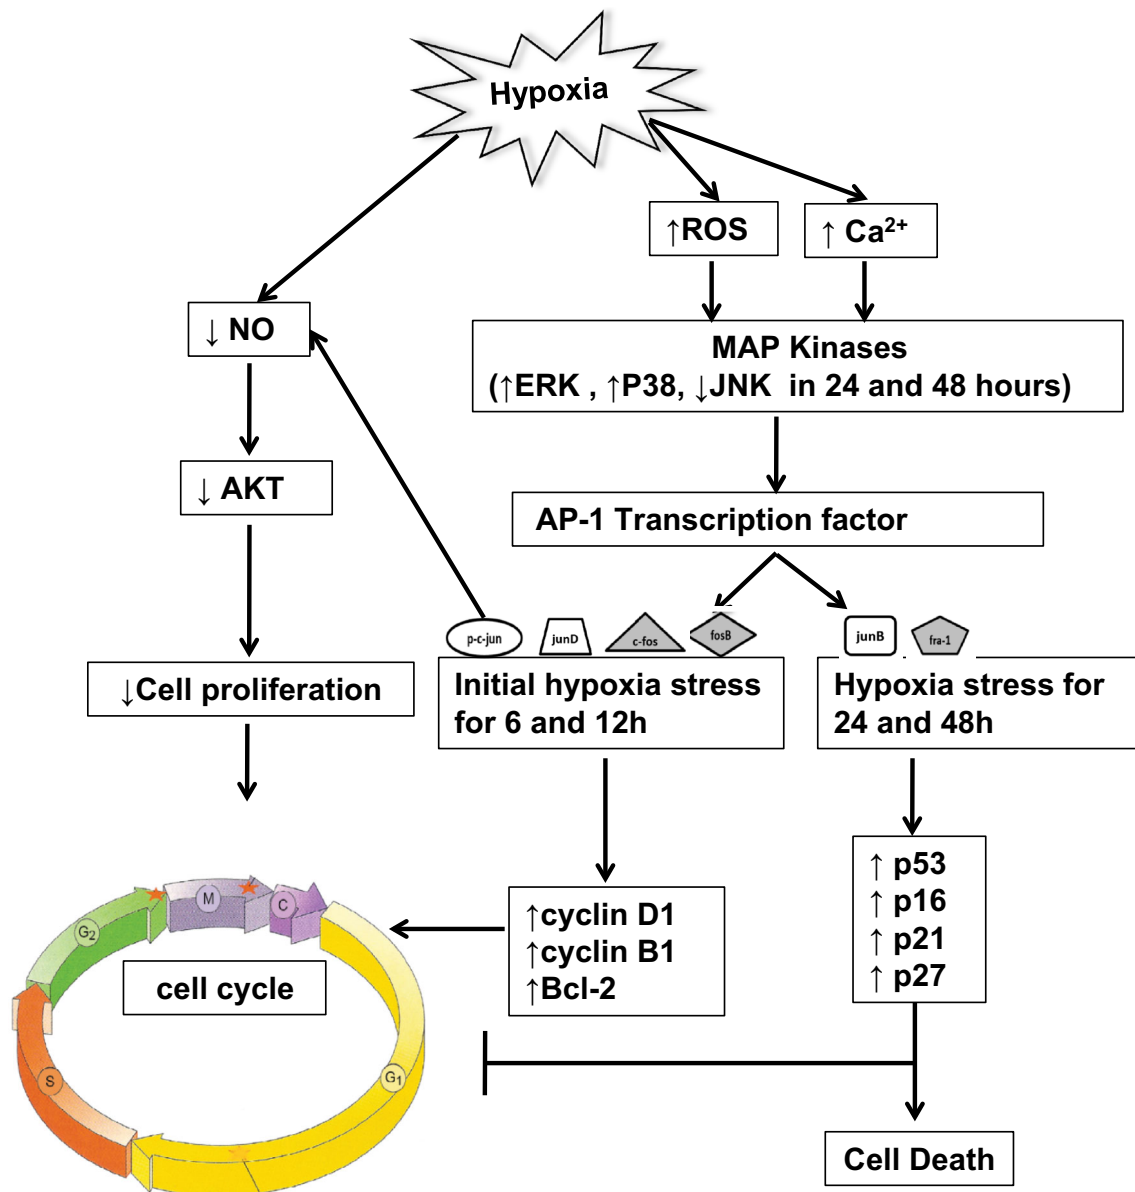 Hypoxia
↑ROS
↑ Ca²⁺
↓ NO
MAP Kinases
(↑ERK , ↑P38, ↓JNK in 24 and 48 hours)
↓ AKT
AP-1 Transcription factor
p-c-jun
junD
c-fos
fosB
junB
fra-1
↓Cell proliferation
Initial hypoxia stress
for 6 and 12h
Hypoxia stress for
24 and 48h
↑ p53
↑ p16
↑ p21
↑ p27
↑cyclin D1
↑cyclin B1
↑Bcl-2
M
C
G₂
cell cycle
S
G₁
Cell Death